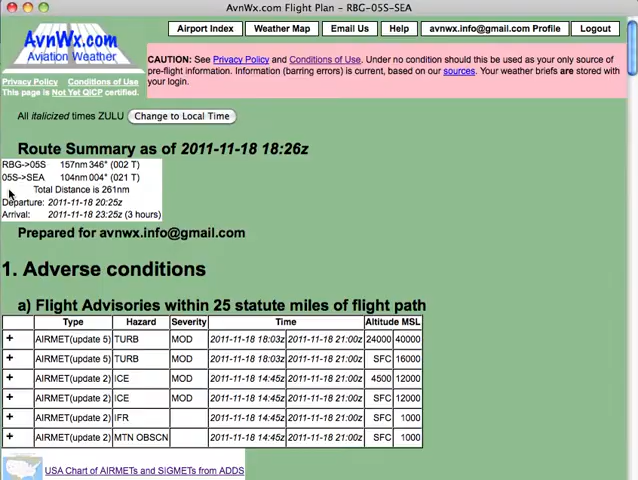 AvnWx.com Flight Plan - RBG-05S-SEA
AvnWx.com
Aviation Weather
Privacy Policy Conditions of Use
This page is Not Yet QICP certified.
Airport Index Weather Map Email Us Help avnwx.info@gmail.com Profile Logout
CAUTION: See Privacy Policy and Conditions of Use. Under no condition should this be used as your only source of
pre-flight information. Information (barring errors) is current, based on our sources. Your weather briefs are stored with
your login.
All italicized times ZULU Change to Local Time
Route Summary as of 2011-11-18 18:26z
RBG->05S 157nm 346° (002 T)
05S->SEA 104nm 004° (021 T)
Total Distance is 261nm
Departure: 2011-11-18 20:25z
Arrival: 2011-11-18 23:25z (3 hours)
Prepared for avnwx.info@gmail.com
1. Adverse conditions
a) Flight Advisories within 25 statute miles of flight path
Type Hazard Severity Time Altitude MSL
+ AIRMET(update 5) TURB MOD 2011-11-18 18:03z 2011-11-18 21:00z 24000 40000
+ AIRMET(update 5) TURB MOD 2011-11-18 18:03z 2011-11-18 21:00z SFC 16000
+ AIRMET(update 2) ICE MOD 2011-11-18 14:45z 2011-11-18 21:00z 4500 12000
+ AIRMET(update 2) ICE MOD 2011-11-18 14:45z 2011-11-18 21:00z SFC 12000
+ AIRMET(update 2) IFR 2011-11-18 14:45z 2011-11-18 21:00z SFC 1000
+ AIRMET(update 2) MTN OBSCN 2011-11-18 14:45z 2011-11-18 21:00z SFC 1000
USA Chart of AIRMETs and SIGMETs from ADDS